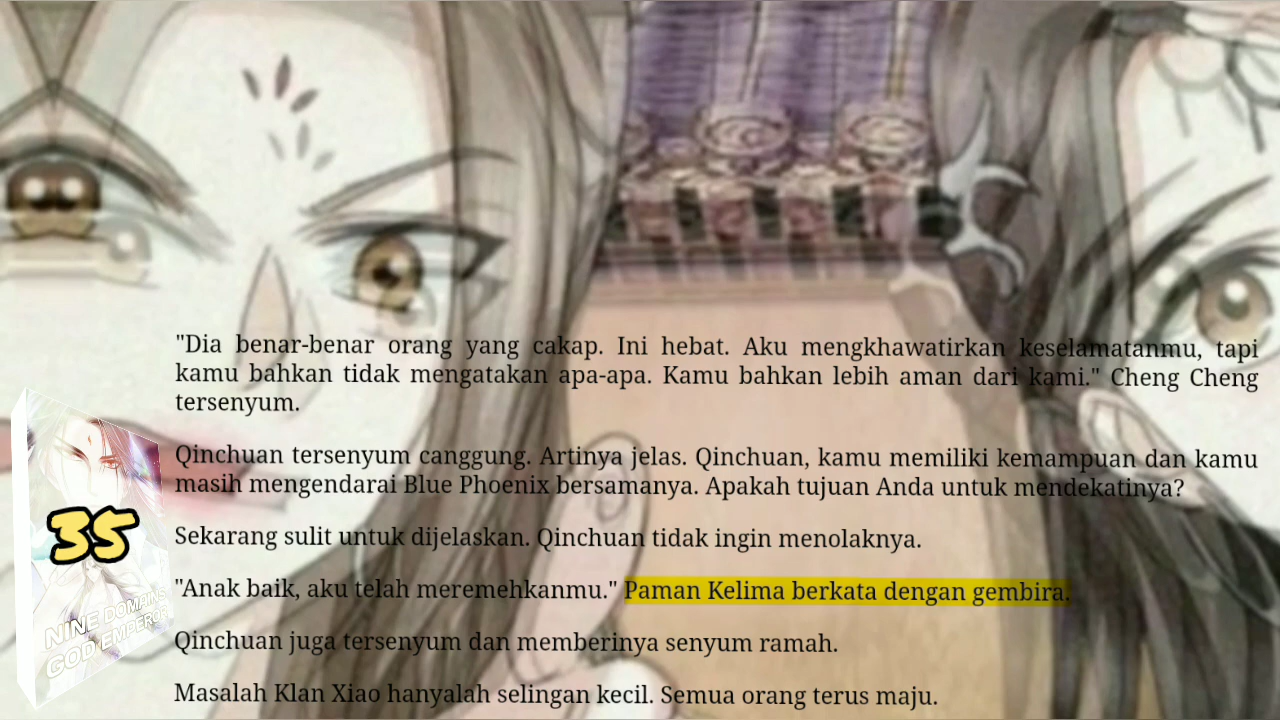 "Dia benar-benar orang yang cakap. Ini hebat. Aku mengkhawatirkan keselamatanmu, tapi
kamu bahkan tidak mengatakan apa-apa. Kamu bahkan lebih aman dari kami." Cheng Cheng
tersenyum.
Qinchuan tersenyum canggung. Artinya jelas. Qinchuan, kamu memiliki kemampuan dan kamu
masih mengendarai Blue Phoenix bersamanya. Apakah tujuan Anda untuk mendekatinya?
Sekarang sulit untuk dijelaskan. Qinchuan tidak ingin menolaknya.
"Anak baik, aku telah meremehkanmu." Paman Kelima berkata dengan gembira.
Qinchuan juga tersenyum dan memberinya senyum ramah.
Masalah Klan Xiao hanyalah selingan kecil. Semua orang terus maju.
35
NINE DOMAINS
GOD EMPEROR